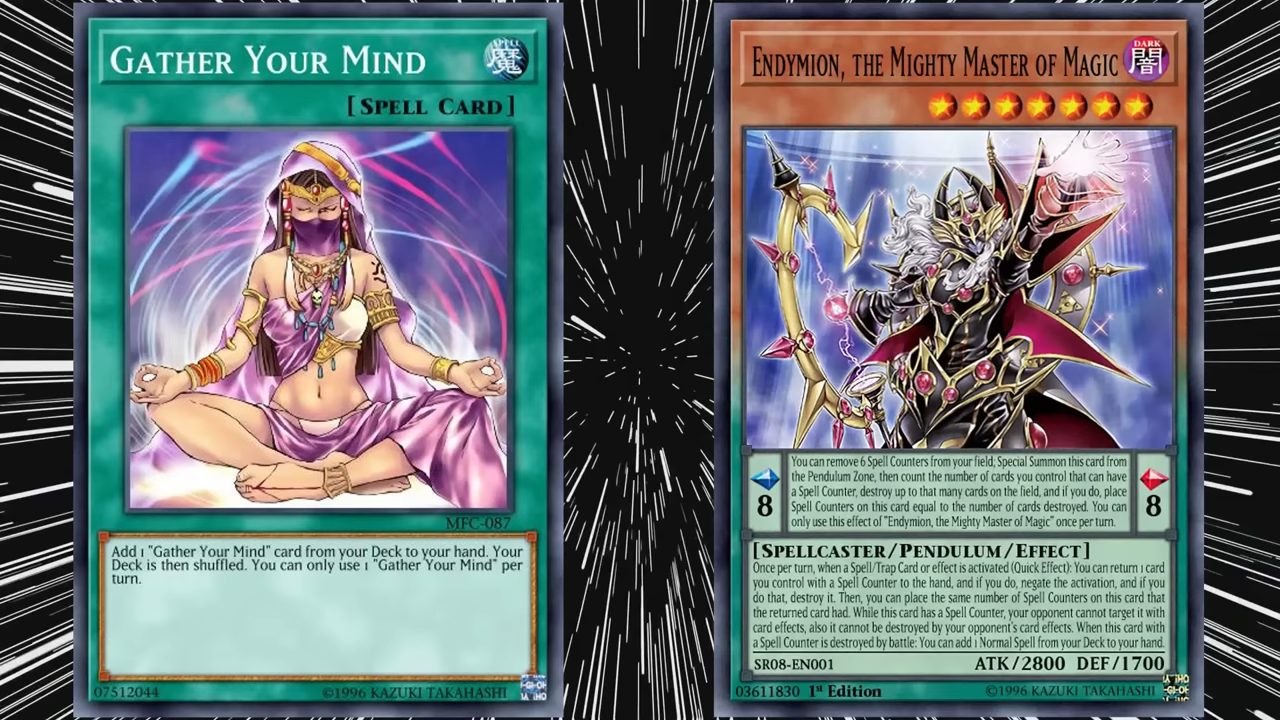 GATHER YOUR MIND
SPELL
魔
[SPELL CARD]
MFC-087
Add 1 "Gather Your Mind" card from your Deck to your hand. Your
Deck is then shuffled. You can only use 1 "Gather Your Mind" per
turn.
07512044
©1996 KAZUKI TAKAHASHI
ENDYMION, THE MIGHTY MASTER OF MAGIC
DARK
闇
8
You can remove 6 Spell Counters from your field; Special Summon this card from
the Pendulum Zone, then count the number of cards you control that can have
a Spell Counter, destroy up to that many cards on the field, and if you do, place
Spell Counters on this card equal to the number of cards destroyed. You can
only use this effect of "Endymion, the Mighty Master of Magic" once per turn.
8
[SPELLCASTER/PENDULUM/EFFECT]
Once per turn, when a Spell/Trap Card or effect is activated (Quick Effect): You can return 1 card
you control with a Spell Counter to the hand, and if you do, negate the activation, and if you
do that, destroy it. Then, you can place the same number of Spell Counters on this card that
the returned card had. While this card has a Spell Counter, your opponent cannot target it with
card effects, also it cannot be destroyed by your opponent's card effects. When this card with
a Spell Counter is destroyed by battle: You can add 1 Normal Spell from your Deck to your hand.
SR08-EN001
ATK/2800 DEF/1700
03611830 1st Edition
©1996 KAZUKI TAKAHASHI